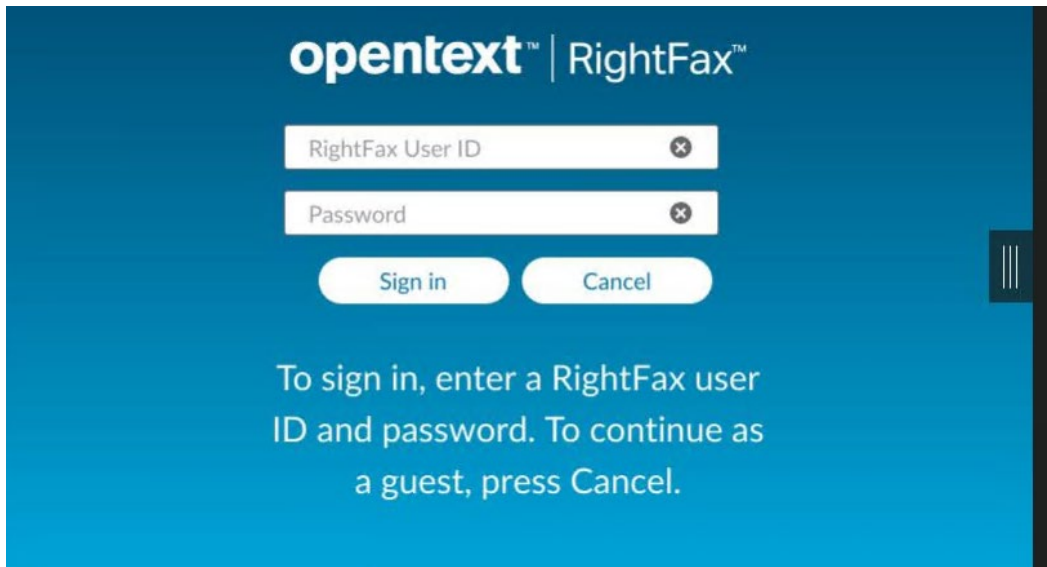 opentext™ | RightFax™
RightFax User ID
Password
Sign in Cancel
To sign in, enter a RightFax user
ID and password. To continue as
a guest, press Cancel.